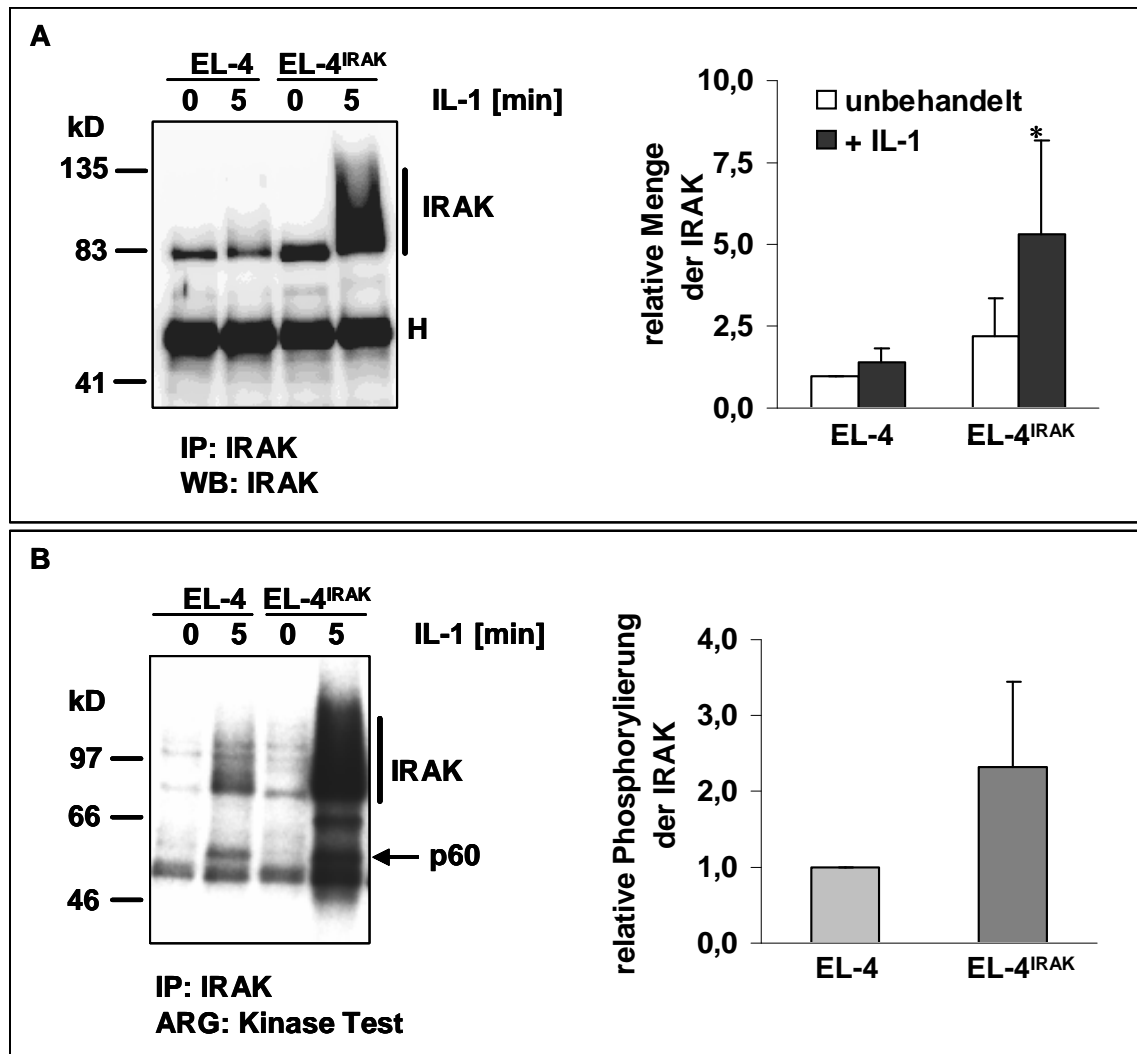 A
EL-4 EL-4IRAK
0 5 0 5 IL-1 [min]
kD
135
83
41
IRAK
H
IP: IRAK
WB: IRAK
relative Menge
der IRAK
10,0
7,5
5,0
2,5
0,0
unbehandelt
+ IL-1
*
EL-4 EL-4IRAK
B
EL-4 EL-4IRAK
0 5 0 5 IL-1 [min]
kD
97
66
46
IRAK
p60
IP: IRAK
ARG: Kinase Test
relative Phosphorylierung
der IRAK
4,0
3,0
2,0
1,0
0,0
EL-4 EL-4IRAK